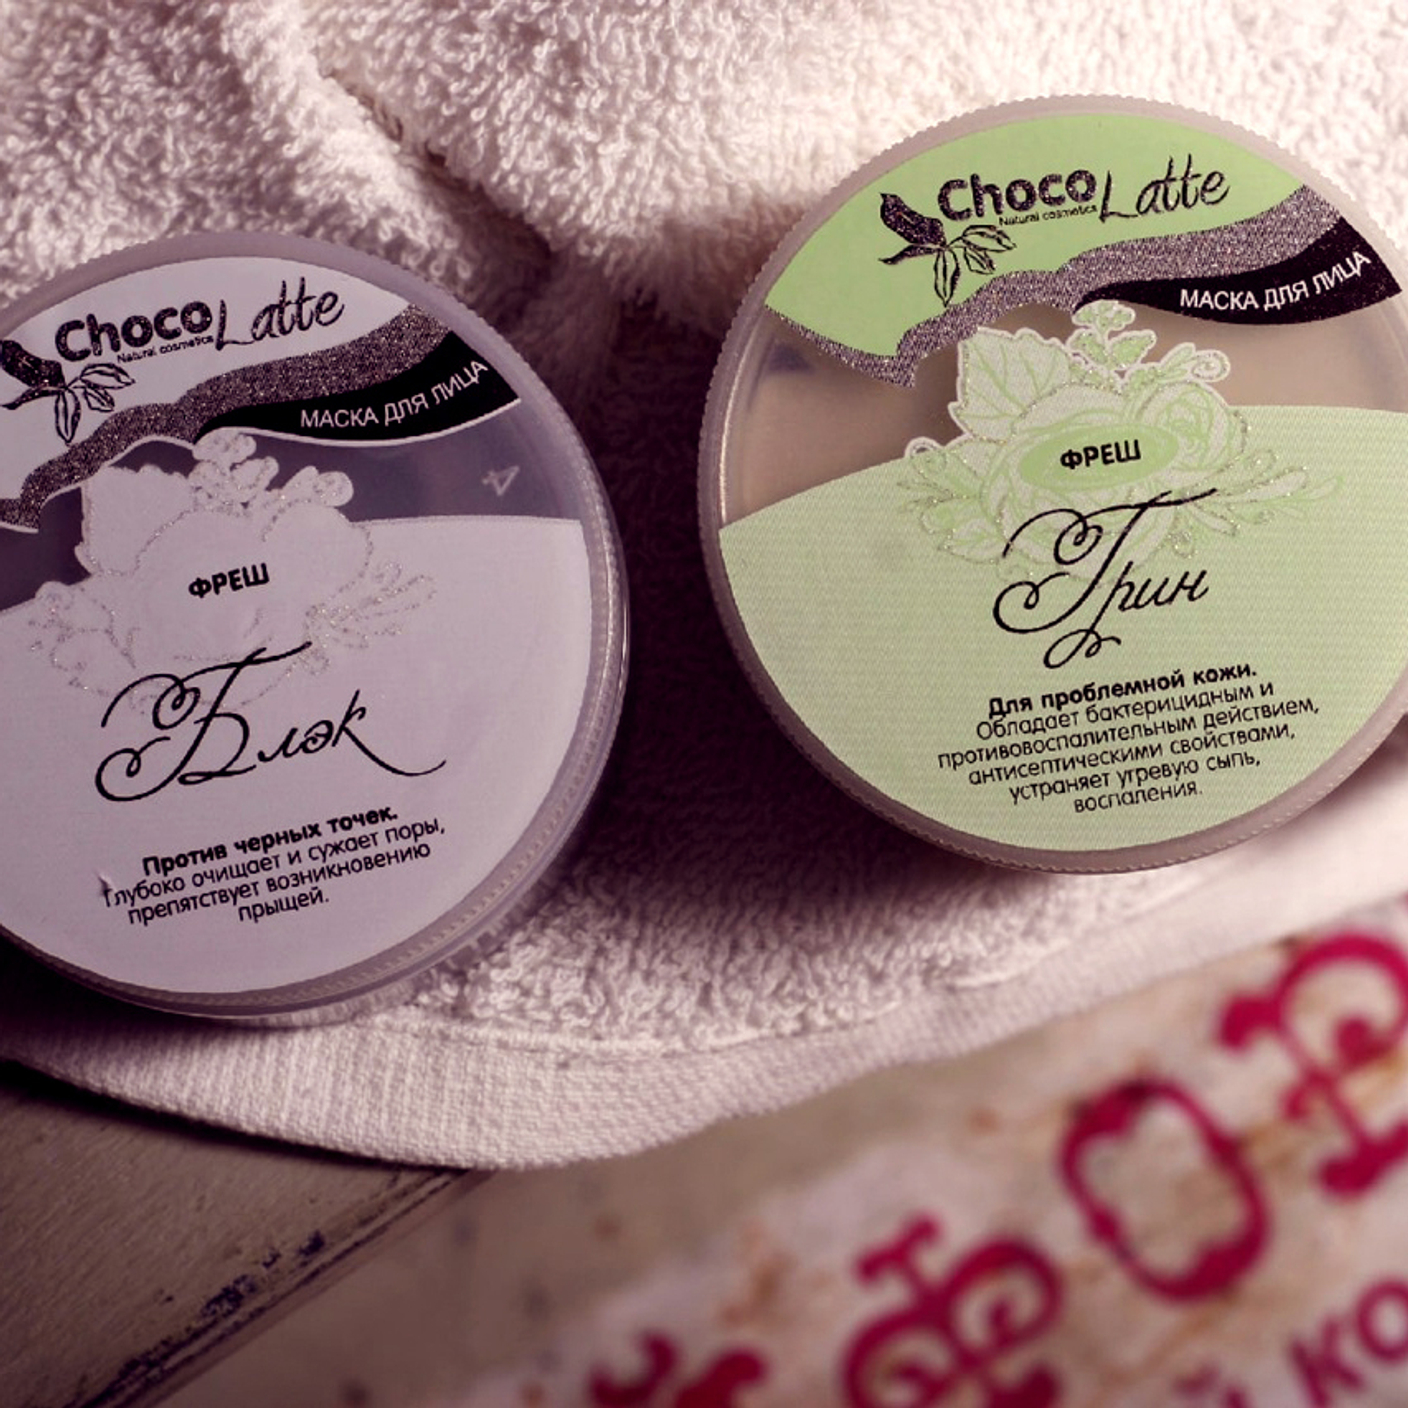 Choco Latte
Natural cosmetics
МАСКА ДЛЯ ЛИЦА
ФРЕШ
Блэк
Против черных точек.
Глубоко очищает и сужает поры,
препятствует возникновению
прыщей.
Choco Latte
Natural cosmetics
МАСКА ДЛЯ ЛИЦА
ФРЕШ
Грин
Для проблемной кожи.
Обладает бактерицидным и
противовоспалительным действием,
антисептическими свойствами,
устраняет угревую сыпь,
воспаления.